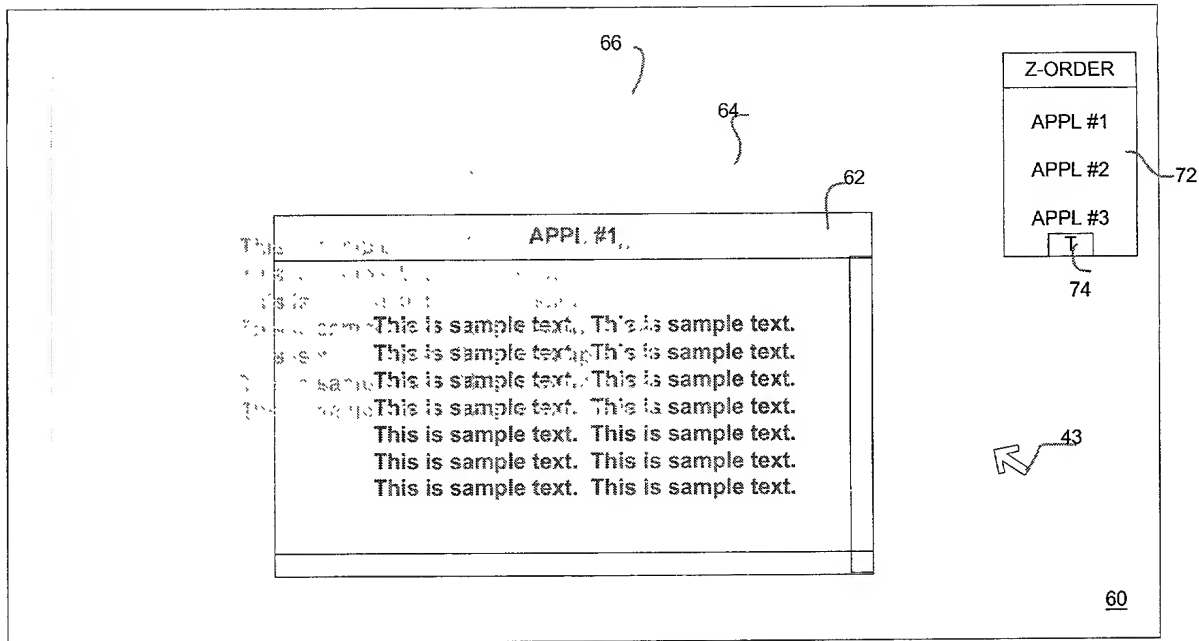 66
Z-ORDER
64
APPL #1
APPL #2
72
62
APPL #3
APPL #1
T
74
This is sample text. This is sample text.
This is sample text. This is sample text.
This is sample text. This is sample text.
This is sample text. This is sample text.
This is sample text. This is sample text.
This is sample text. This is sample text.
This is sample text. This is sample text.
43
60